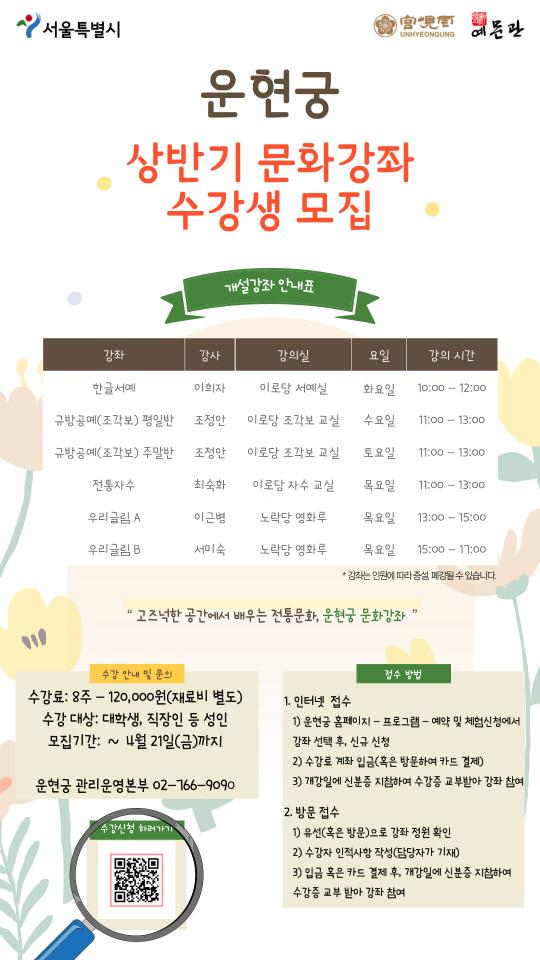 서울특별시
雲峴宮
UNHYEONGUNG
예문관
운현궁
상반기 문화강좌
수강생 모집
개설강좌 안내표
강좌 강사 강의실 요일 강의 시간
한글서예 이희자 이로당 서예실 화요일 10:00 – 12:00
규방공예(조각보) 평일반 조정안 이로당 조각보 교실 수요일 11:00 – 13:00
규방공예(조각보) 주말반 조정안 이로당 조각보 교실 토요일 11:00 – 13:00
전통자수 최숙화 이로당 자수 교실 목요일 11:00 – 13:00
우리글림 A 이근병 노락당 영화루 목요일 13:00 – 15:00
우리글림 B 서미숙 노락당 영화루 목요일 15:00 – 17:00
* 강좌는 인원에 따라 증설, 폐강될 수 있습니다.
“ 고즈넉한 공간에서 배우는 전통문화, 운현궁 문화강좌 ”
수강 안내 및 문의
수강료: 8주 – 120,000원(재료비 별도)
수강 대상: 대학생, 직장인 등 성인
모집기간: ~ 4월 21일(금)까지
운현궁 관리운영본부 02-766-9090
수강신청 하러가기
접수 방법
1. 인터넷 접수
1) 운현궁 홈페이지 – 프로그램 – 예약 및 체험신청에서
강좌 선택 후, 신규 신청
2) 수강료 계좌 입금(혹은 방문하여 카드 결제)
3) 개강일에 신분증 지참하여 수강증 교부받아 강좌 참여
2. 방문 접수
1) 유선(혹은 방문)으로 강좌 정원 확인
2) 수강자 인적사항 작성(담당자가 기재)
3) 입금 혹은 카드 결제 후, 개강일에 신분증 지참하여
수강증 교부 받아 강좌 참여